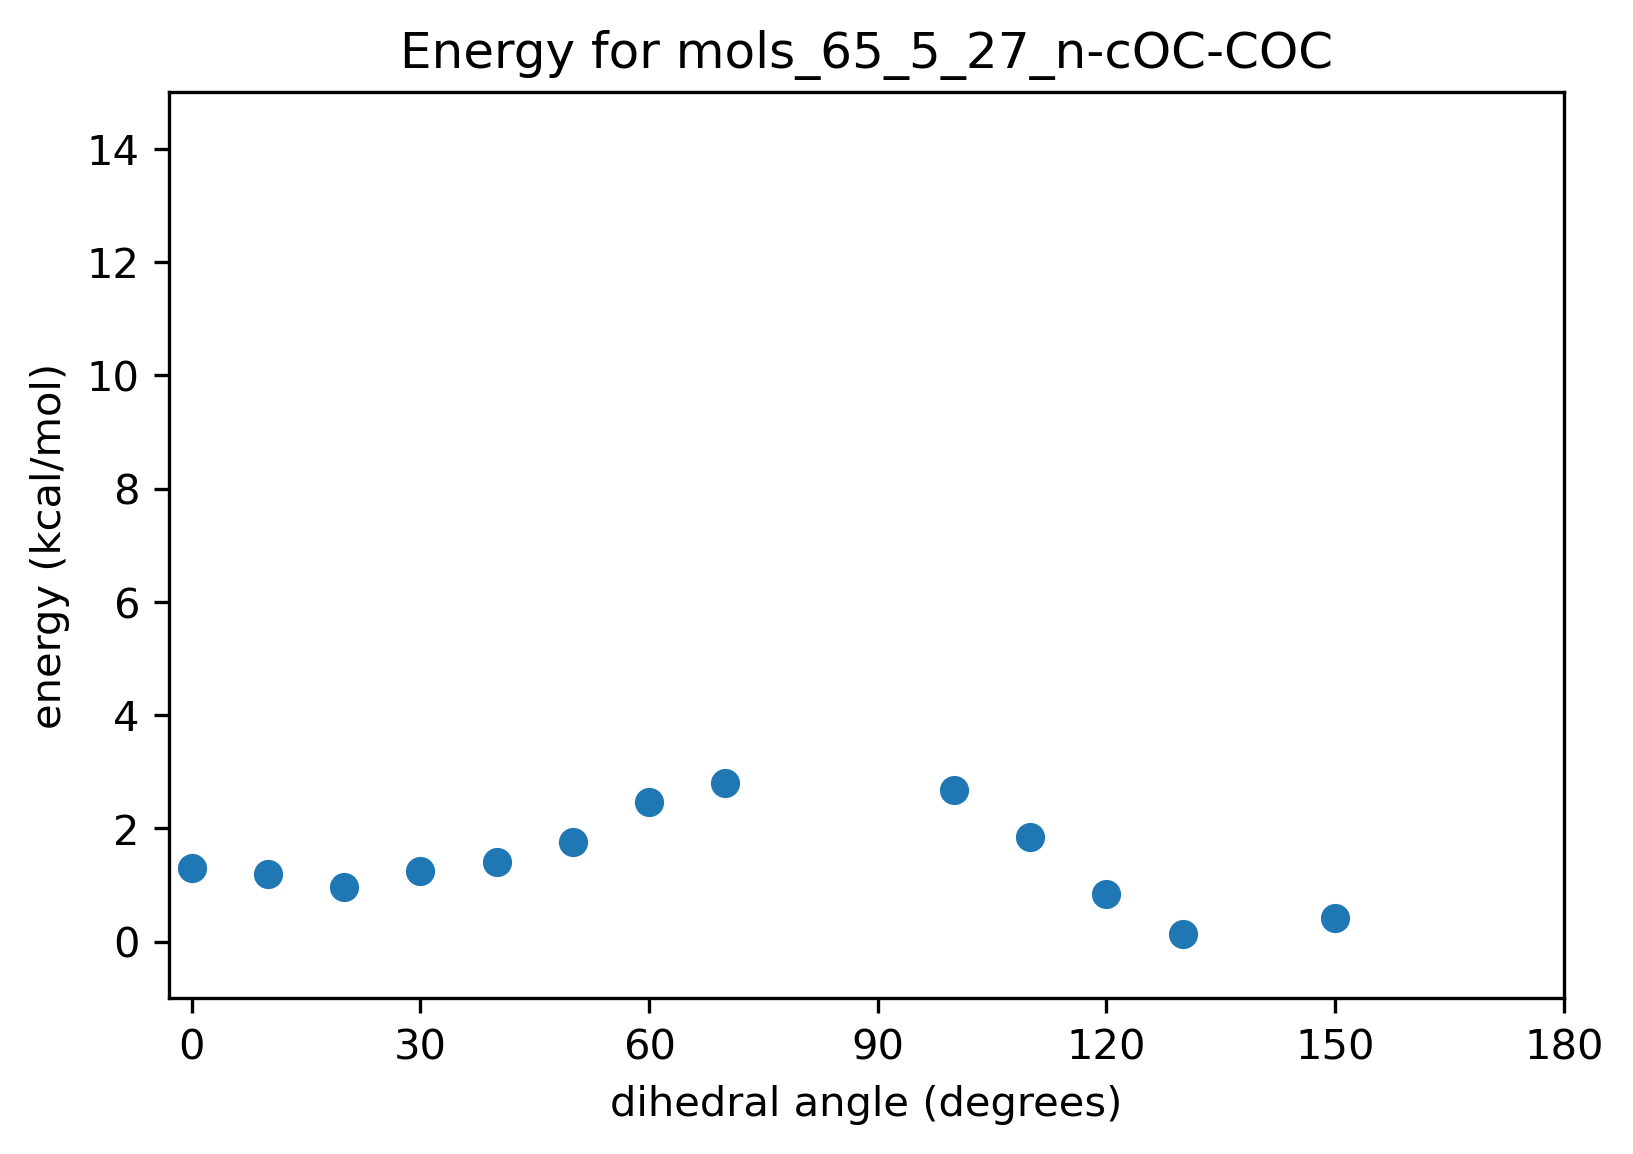 Energy for mols_65_5_27_n-cOC-COC
14
12
10
8
6
4
2
0
energy (kcal/mol)
0 30 60 90 120 150 180
dihedral angle (degrees)